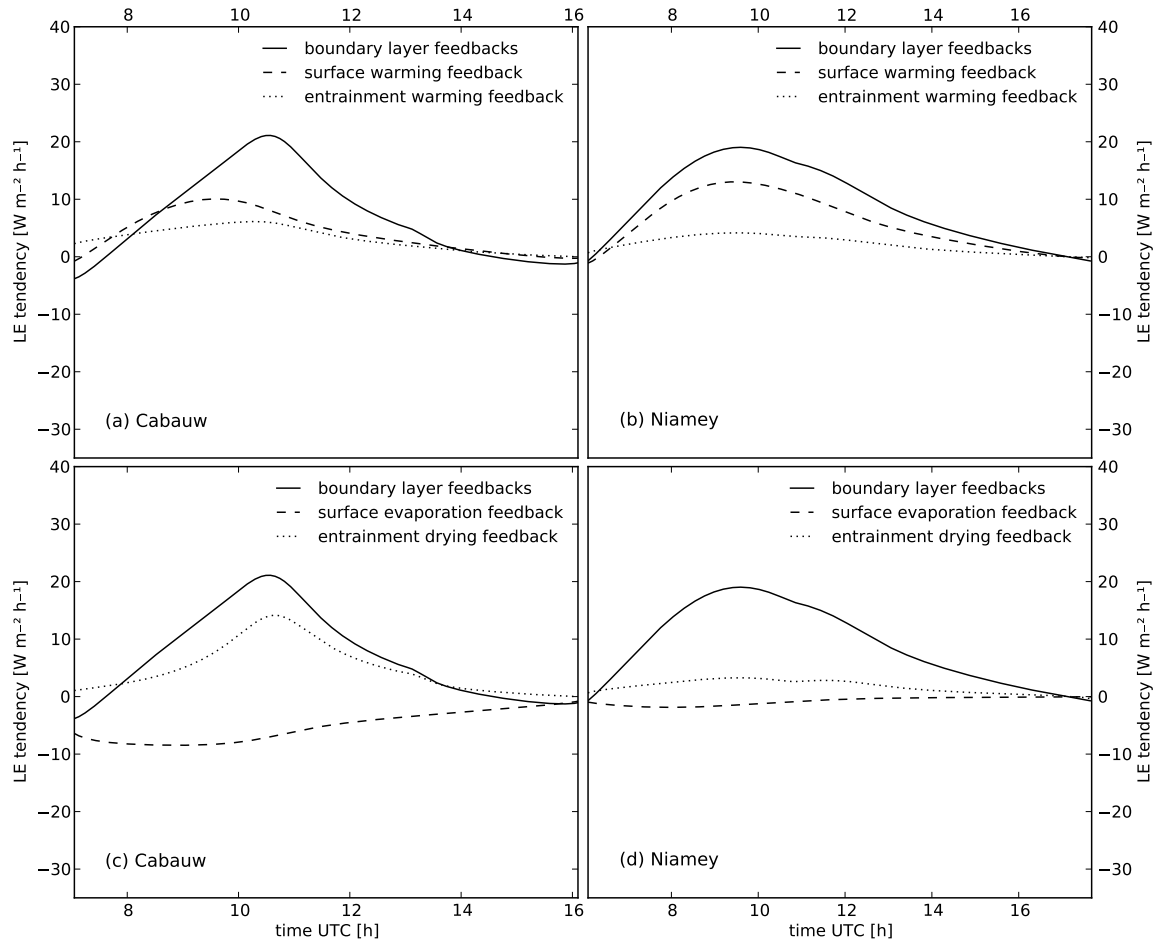 8 10 12 14 16
8 10 12 14 16
40
30
20
10
0
−10
−20
−30
LE tendency [W m⁻² h⁻¹]
boundary layer feedbacks
surface warming feedback
entrainment warming feedback
(a) Cabauw
boundary layer feedbacks
surface warming feedback
entrainment warming feedback
(b) Niamey
40
30
20
10
0
−10
−20
−30
LE tendency [W m⁻² h⁻¹]
40
30
20
10
0
−10
−20
−30
LE tendency [W m⁻² h⁻¹]
boundary layer feedbacks
surface evaporation feedback
entrainment drying feedback
(c) Cabauw
boundary layer feedbacks
surface evaporation feedback
entrainment drying feedback
(d) Niamey
40
30
20
10
0
−10
−20
−30
LE tendency [W m⁻² h⁻¹]
8 10 12 14 16
time UTC [h]
8 10 12 14 16
time UTC [h]